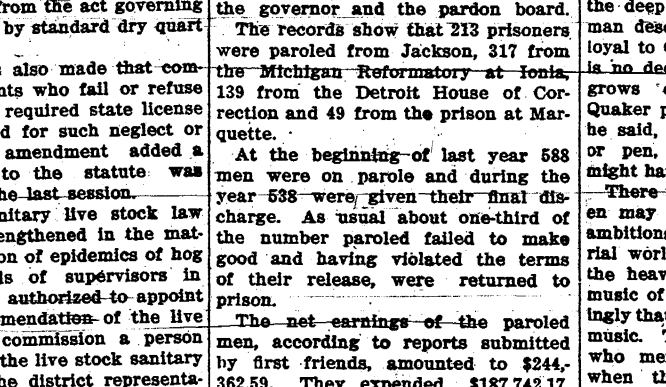 from the act governing
by standard dry quart
also made that com-
nts who fail or refuse
required state license
d for such neglect or
amendment added a
to the statute was
he last session.
nitary live stock law
engthened in the mat-
on of epidemics of hog
ls of supervisors in
authorized to appoint
mendation of the live
commission a person
the live stock sanitary
he district representa-
the governor and the pardon board.
The records show that 213 prisoners
were paroled from Jackson, 317 from
the Michigan Reformatory at Ionia,
139 from the Detroit House of Cor-
rection and 49 from the prison at Mar-
quette.
At the beginning of last year 588
men were on parole and during the
year 538 were given their final dis-
charge. As usual about one-third of
the number paroled failed to make
good and having violated the terms
of their release, were returned to
prison.
The net earnings of the paroled
men, according to reports submitted
by first friends, amounted to $244,-
362.59. They expended $187,742.17
the deep
man des
loyal to
is no de
grows
Quaker p
he said,
or pen,
might ha
There
en may
ambition
rial worl
the heav
music of
ingly tha
music.
who me
when th